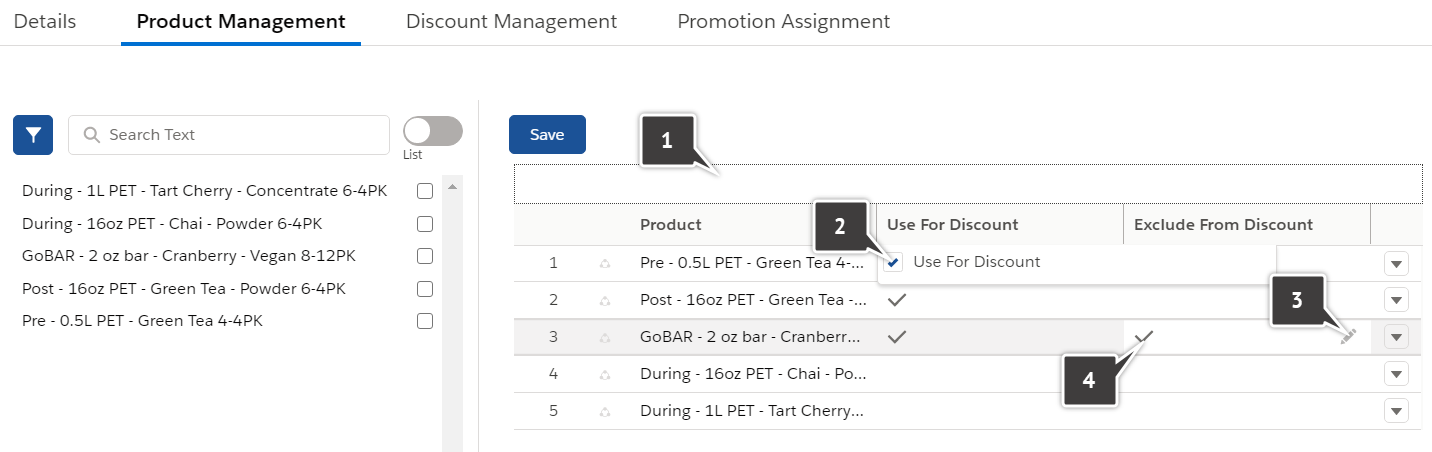 Details Product Management Discount Management Promotion Assignment
Search Text
List
During - 1L PET - Tart Cherry - Concentrate 6-4PK
During - 16oz PET - Chai - Powder 6-4PK
GoBAR - 2 oz bar - Cranberry - Vegan 8-12PK
Post - 16oz PET - Green Tea - Powder 6-4PK
Pre - 0.5L PET - Green Tea 4-4PK
Save
1
Product Use For Discount Exclude From Discount
2
1 Pre - 0.5L PET - Green Tea 4-... Use For Discount
2 Post - 16oz PET - Green Tea -...
3
3 GoBAR - 2 oz bar - Cranberr...
4
4 During - 16oz PET - Chai - Po...
5 During - 1L PET - Tart Cherry...